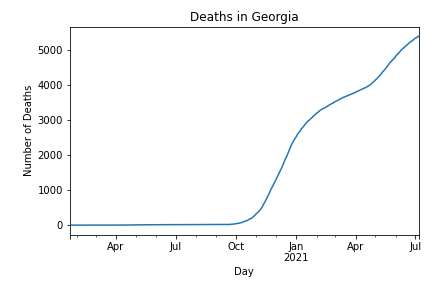 Deaths in Georgia
Number of Deaths
5000
4000
3000
2000
1000
0
Apr
Jul
Oct
Jan
2021
Apr
Jul
Day